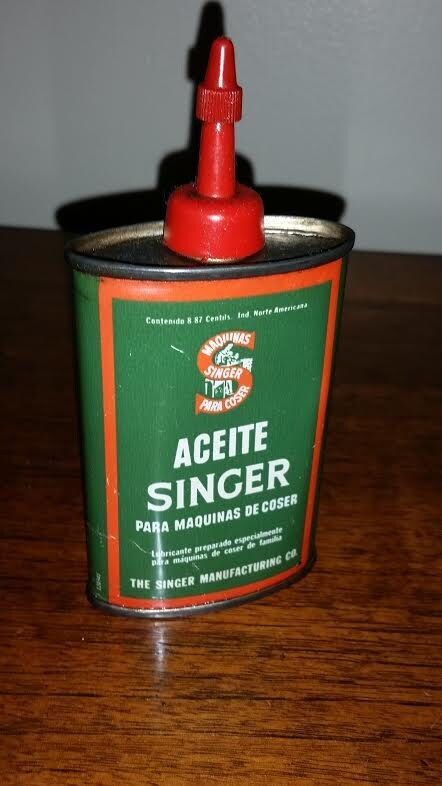 Contenido 8 87 Centils. Ind. Norte Americana
MAQUINAS
SINGER
PARA COSER
ACEITE
SINGER
PARA MAQUINAS DE COSER
Lubricante preparado especialmente
para máquinas de coser de familia
THE SINGER MANUFACTURING CO.